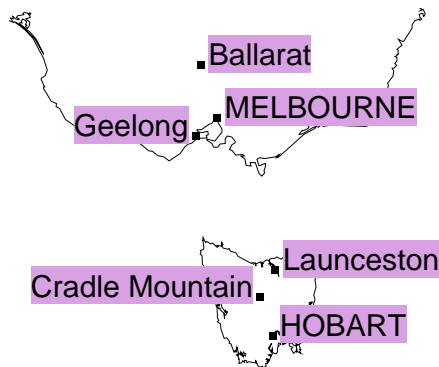 Ballarat
MELBOURNE
Geelong
Launceston
Cradle Mountain
HOBART